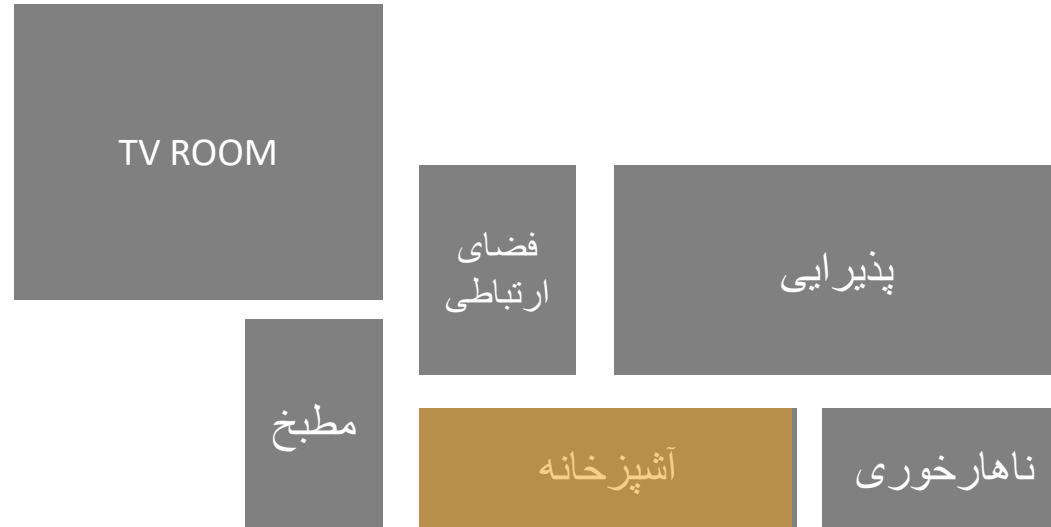 TV ROOM
فضای
ارتباطی
پذیرایی
مطبخ
آشپزخانه
ناهارخوری